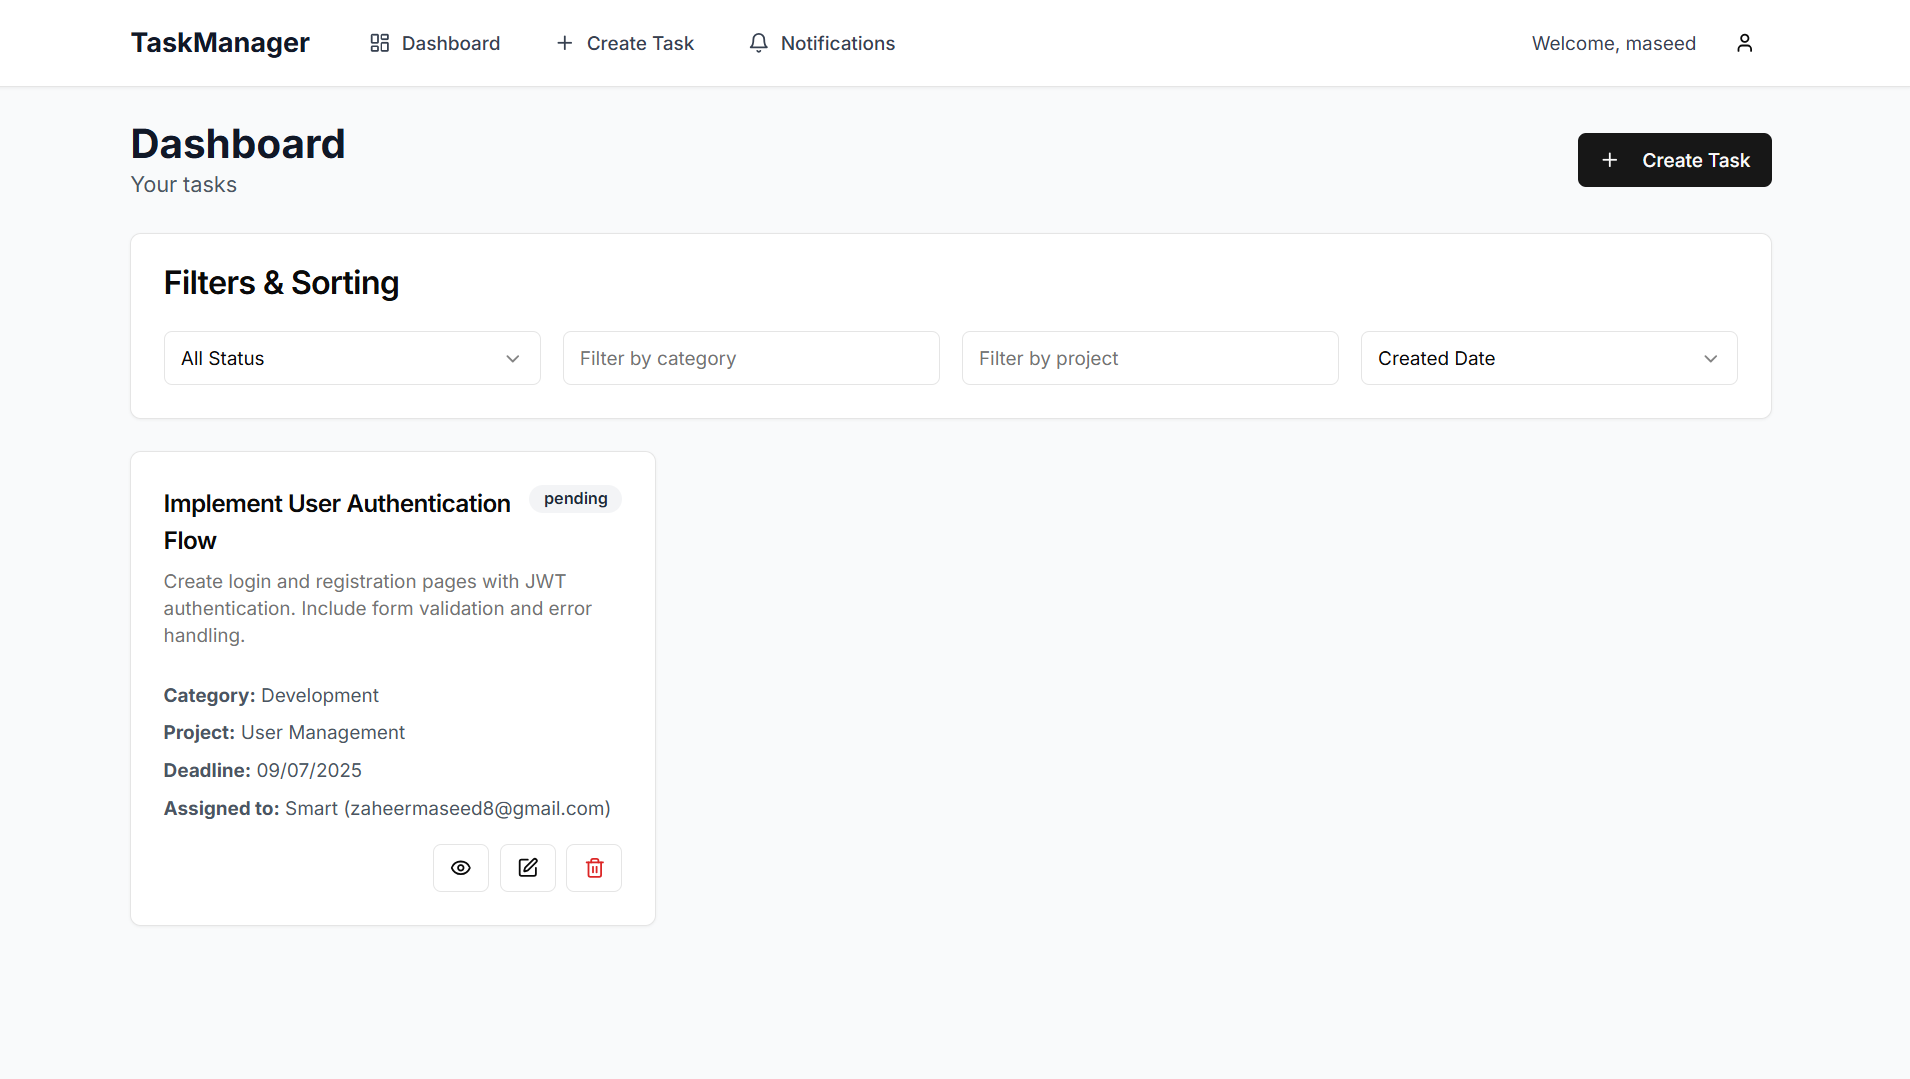 TaskManager
Dashboard
Create Task
Notifications
Welcome, maseed
Dashboard
Your tasks
Create Task
Filters & Sorting
All Status
Filter by category
Filter by project
Created Date
Implement User Authentication
Flow
pending
Create login and registration pages with JWT
authentication. Include form validation and error
handling.
Category: Development
Project: User Management
Deadline: 09/07/2025
Assigned to: Smart (zaheermaseed8@gmail.com)